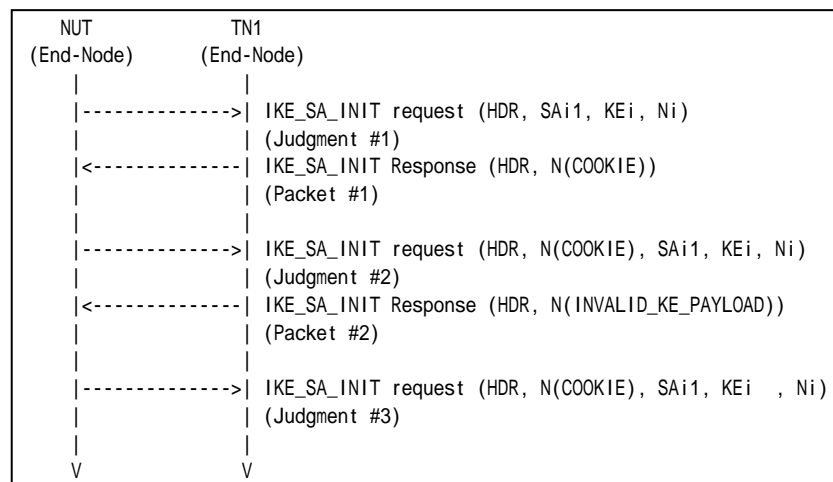 NUT TN1
(End-Node) (End-Node)
| |
|-------------->| IKE_SA_INIT request (HDR, SAi1, KEi, Ni)
| | (Judgment #1)
|<--------------| IKE_SA_INIT Response (HDR, N(COOKIE))
| | (Packet #1)
| |
|-------------->| IKE_SA_INIT request (HDR, N(COOKIE), SAi1, KEi, Ni)
| | (Judgment #2)
|<--------------| IKE_SA_INIT Response (HDR, N(INVALID_KE_PAYLOAD))
| | (Packet #2)
| |
|-------------->| IKE_SA_INIT request (HDR, N(COOKIE), SAi1, KEi , Ni)
| | (Judgment #3)
| |
V V